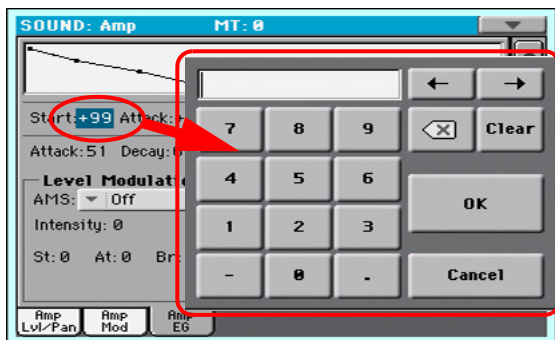 SOUND: Amp MT: 0
Start: +99 Attack:
Attack: 51 Decay:
Level
AMS: Off
Intensity: 0
St: 0 At: 0
← →
7 8 9 Clear
4 5 6 OK
1 2 3
- 0 . Cancel
Amp Lvl/Pan
Amp Mod
Amp EG